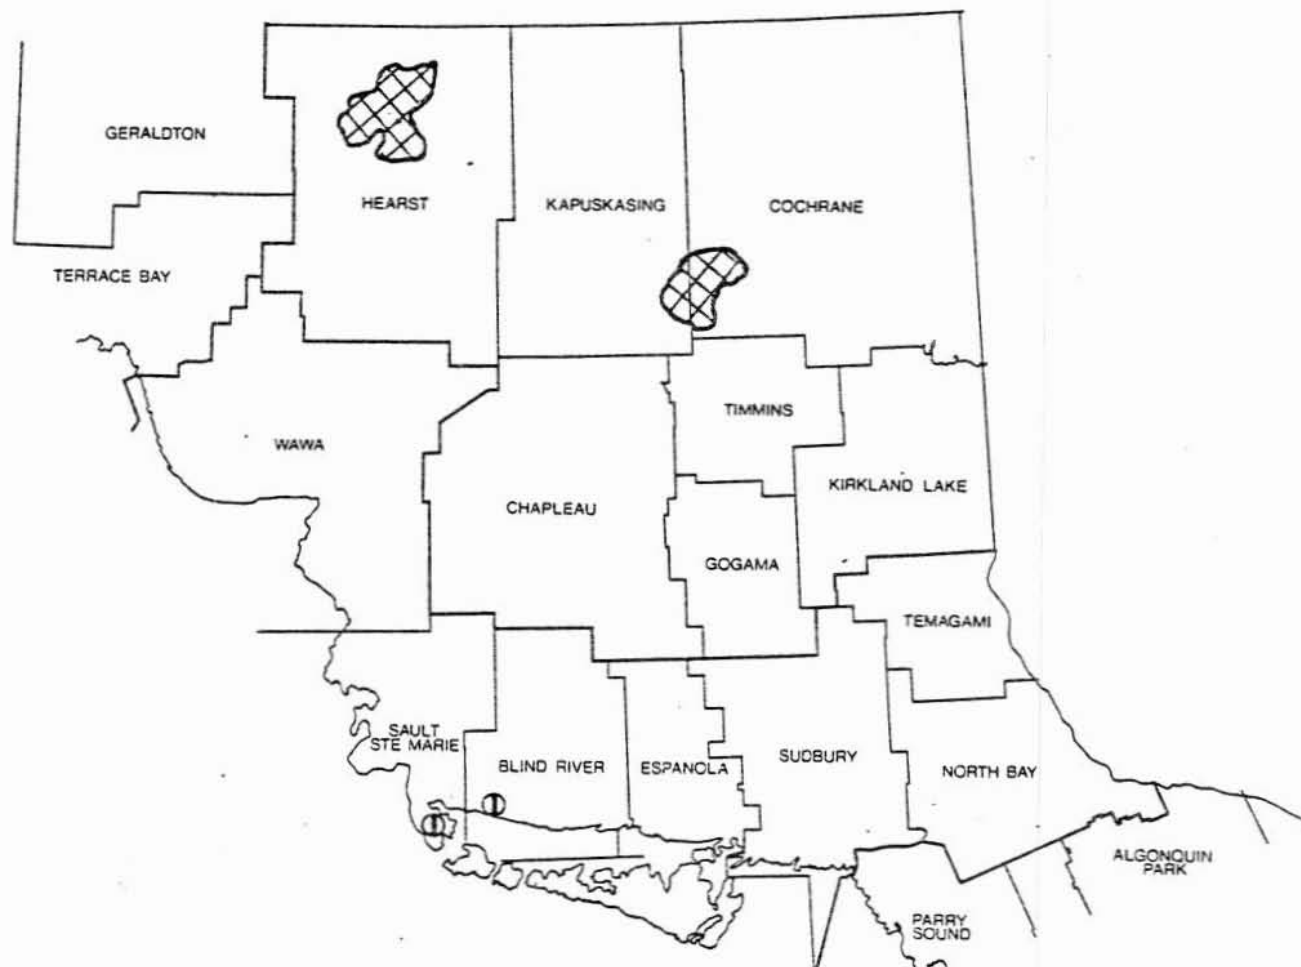 GERALDTON
HEARST
KAPUSKASING
COCHRANE
TERRACE BAY
TIMMINS
WAWA
KIRKLAND LAKE
CHAPLEAU
GOGAMA
TEMAGAMI
SAULT
STE MARIE
BLIND RIVER
ESPANOLA
SUDBURY
NORTH BAY
ALGONQUIN
PARK
PARRY
SOUND